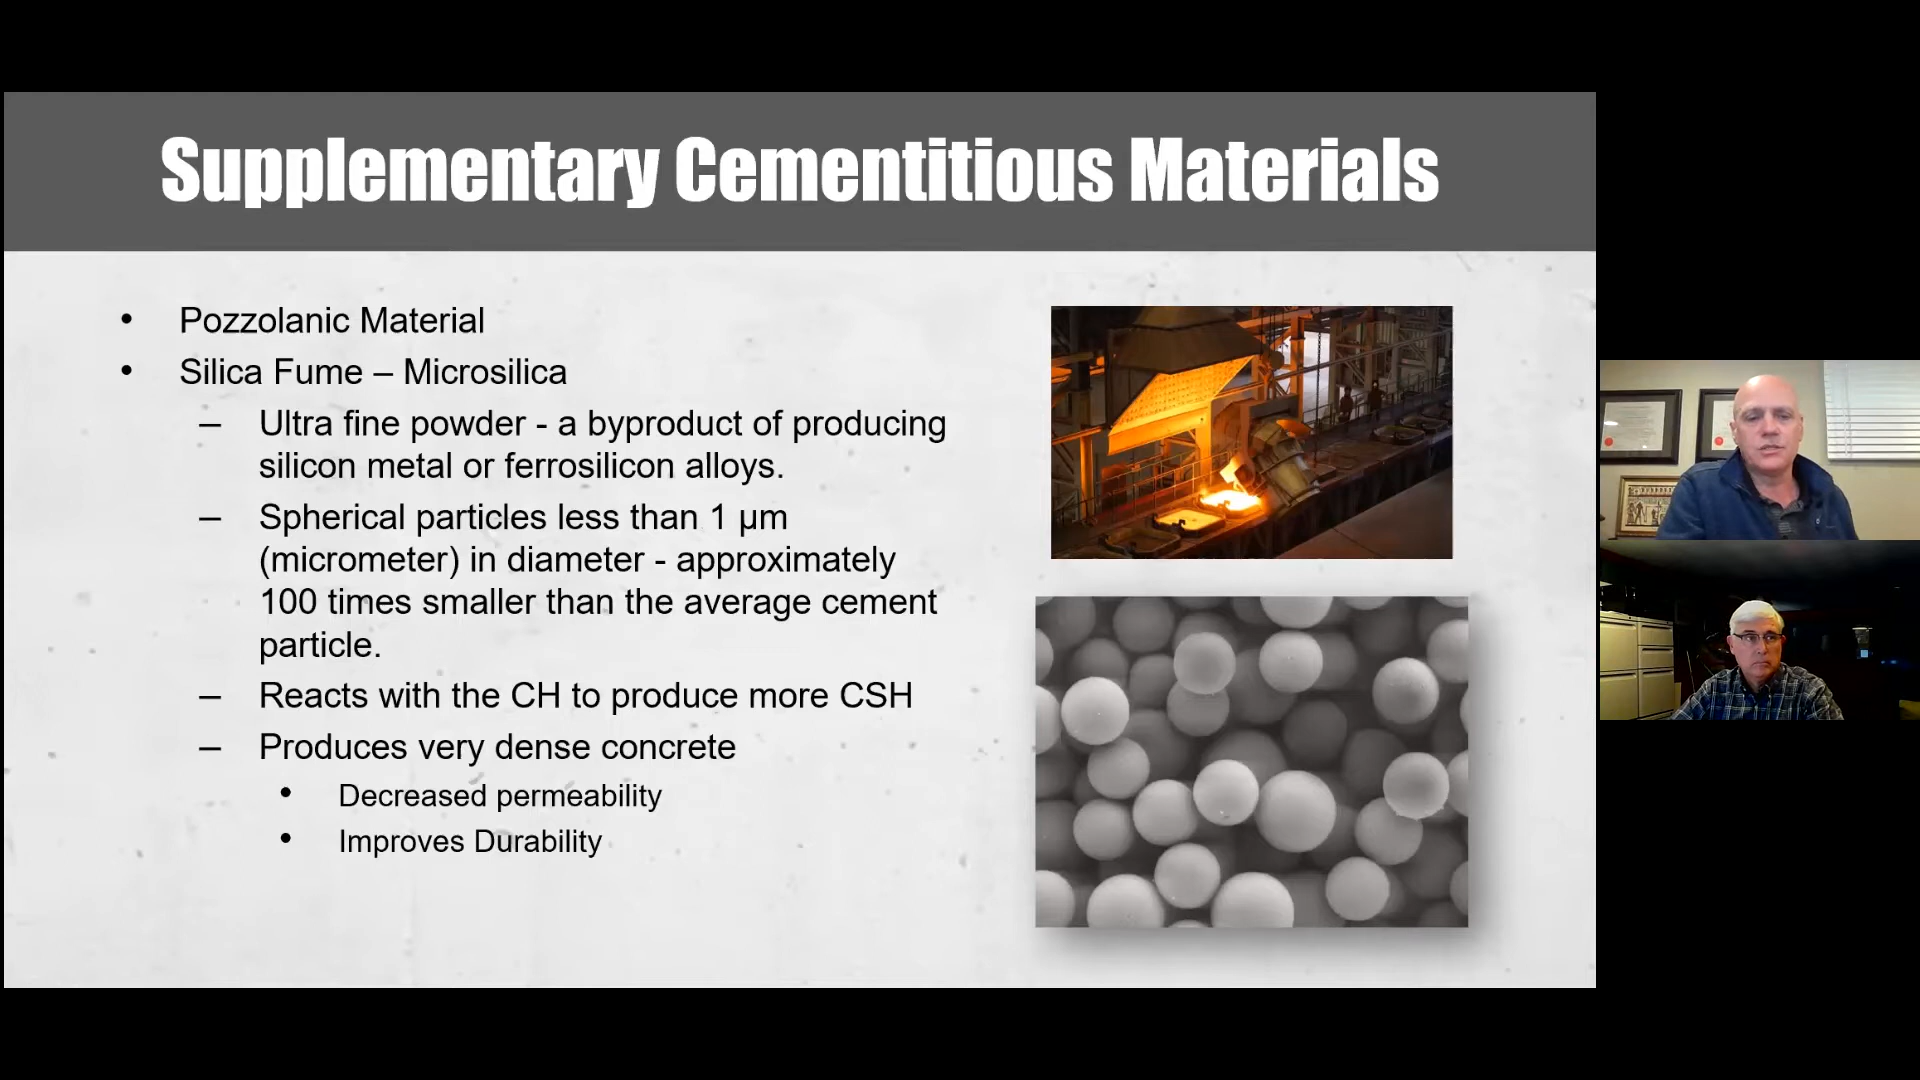 Supplementary Cementitious Materials
• Pozzolanic Material
• Silica Fume – Microsilica
– Ultra fine powder - a byproduct of producing
silicon metal or ferrosilicon alloys.
– Spherical particles less than 1 µm
(micrometer) in diameter - approximately
100 times smaller than the average cement
particle.
– Reacts with the CH to produce more CSH
– Produces very dense concrete
• Decreased permeability
• Improves Durability